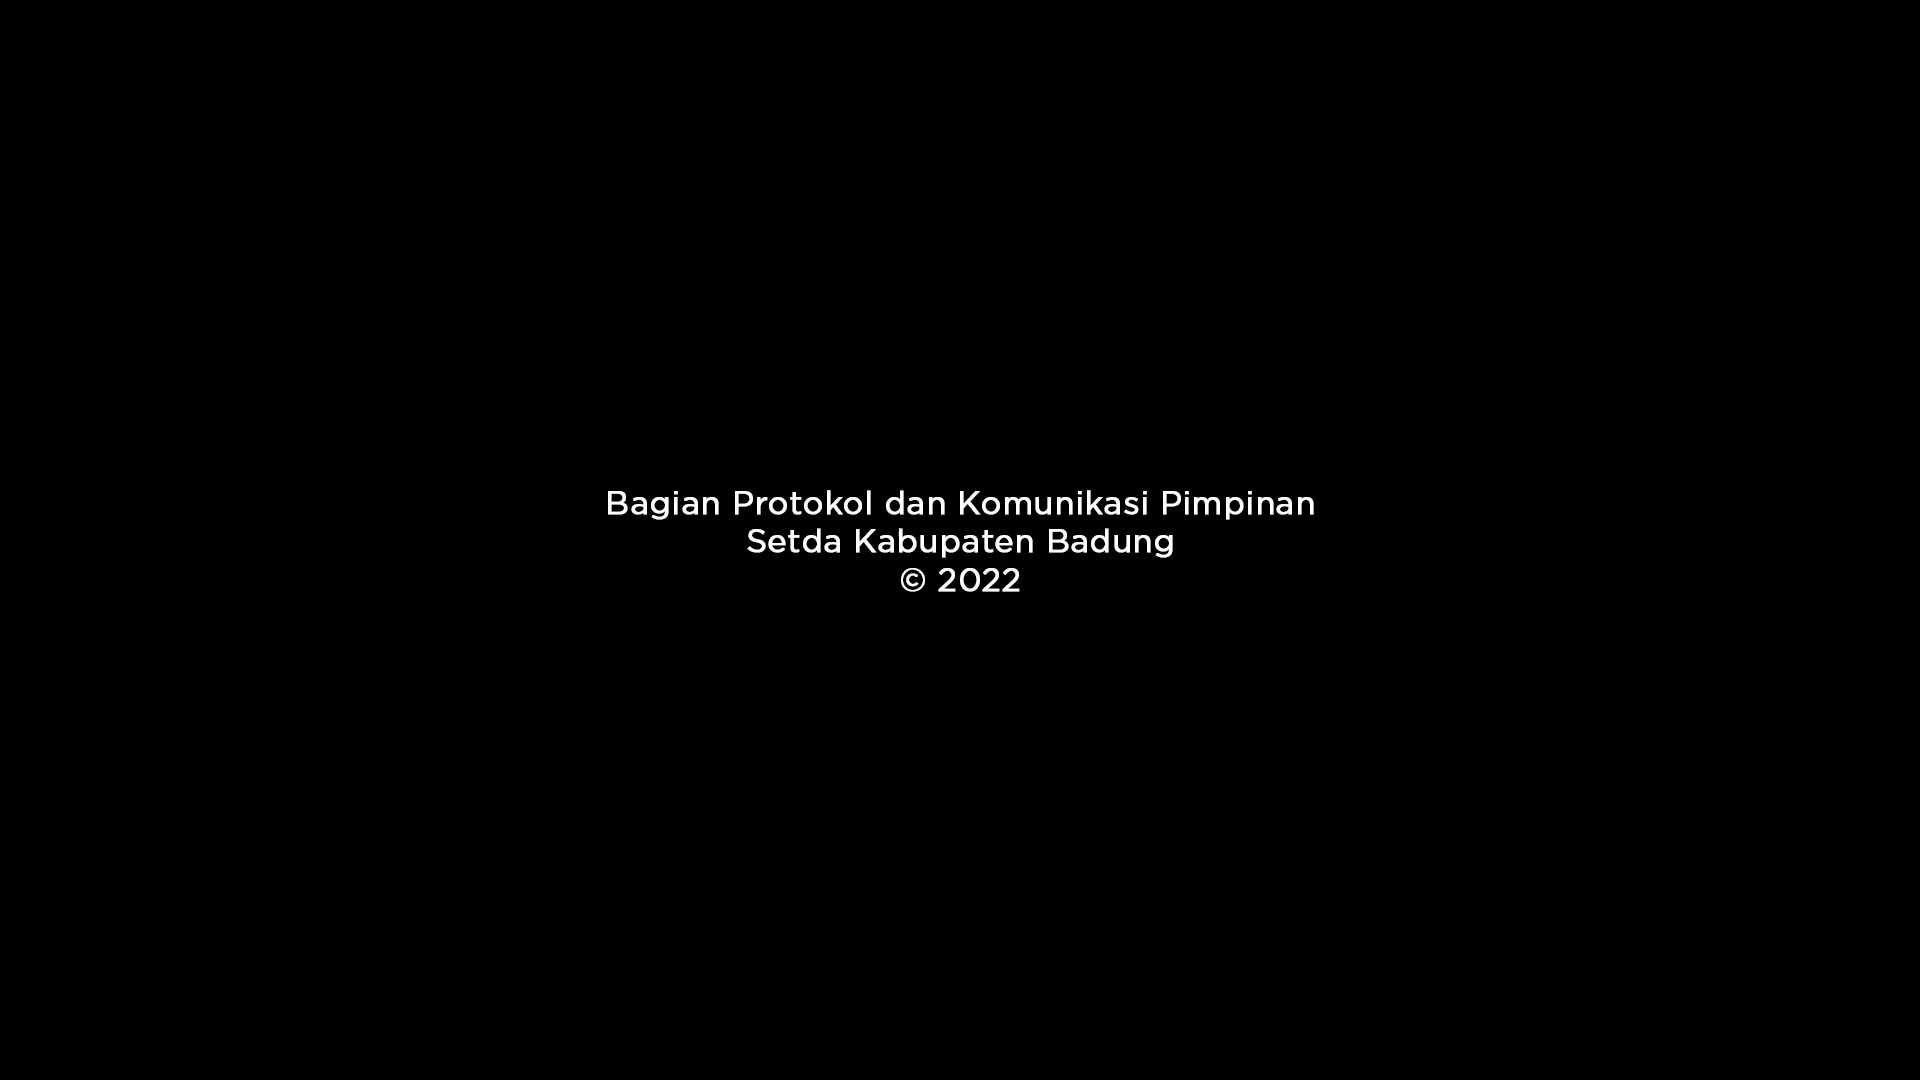 Bagian Protokol dan Komunikasi Pimpinan
Setda Kabupaten Badung
© 2022